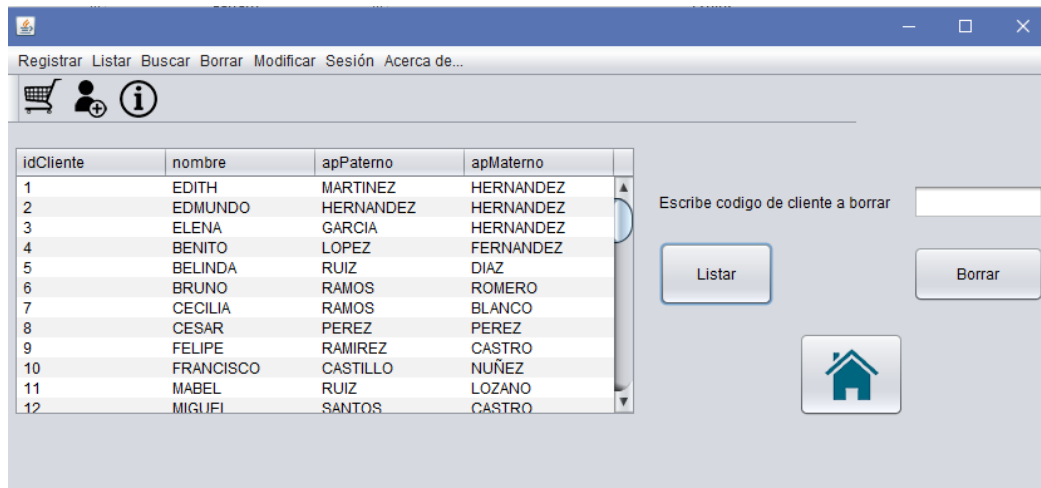 Registrar Listar Buscar Borrar Modificar Sesión Acerca de...
idCliente nombre apPaterno apMaterno
1 EDITH MARTINEZ HERNANDEZ
2 EDMUNDO HERNANDEZ HERNANDEZ
3 ELENA GARCIA HERNANDEZ
4 BENITO LOPEZ FERNANDEZ
5 BELINDA RUIZ DIAZ
6 BRUNO RAMOS ROMERO
7 CECILIA RAMOS BLANCO
8 CESAR PEREZ PEREZ
9 FELIPE RAMIREZ CASTRO
10 FRANCISCO CASTILLO NUÑEZ
11 MABEL RUIZ LOZANO
12 MIGUEL SANTOS CASTRO
Escribe codigo de cliente a borrar
Listar Borrar